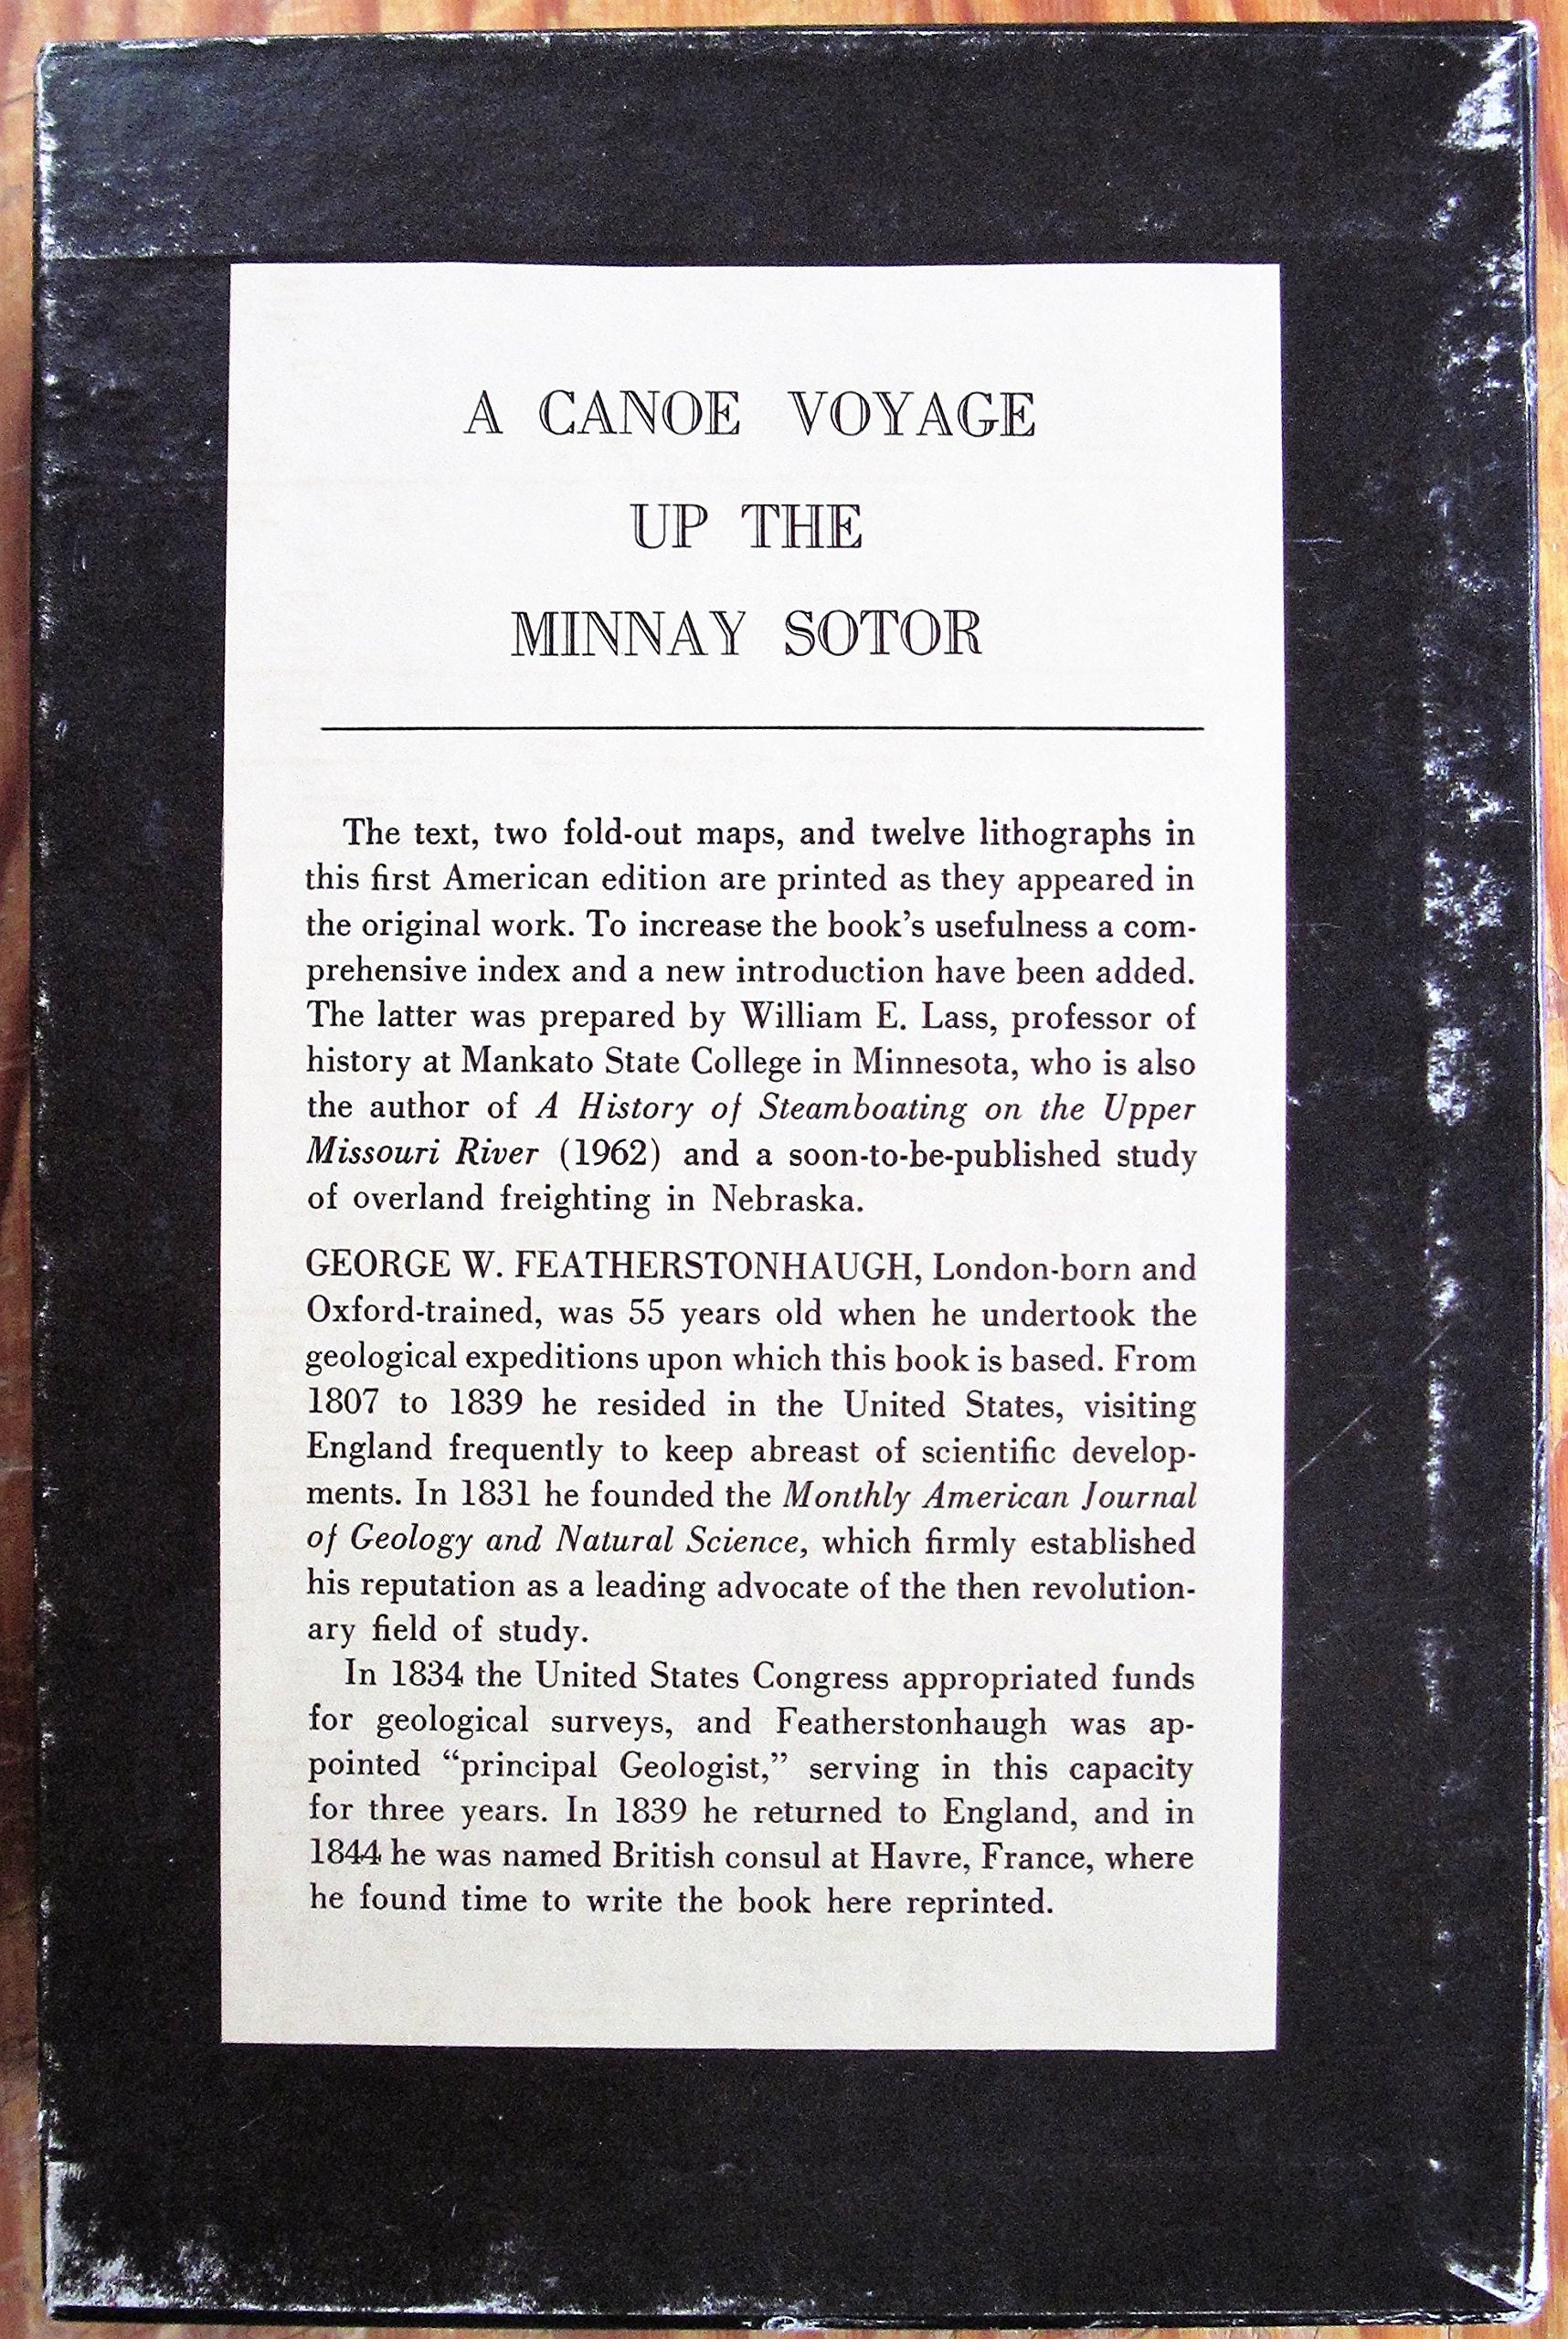 A CANOE VOYAGE
UP THE
MINNAY SOTOR
The text, two fold-out maps, and twelve lithographs in
this first American edition are printed as they appeared in
the original work. To increase the book's usefulness a com-
prehensive index and a new introduction have been added.
The latter was prepared by William E. Lass, professor of
history at Mankato State College in Minnesota, who is also
the author of A History of Steamboating on the Upper
Missouri River (1962) and a soon-to-be-published study
of overland freighting in Nebraska.
GEORGE W. FEATHERSTONHAUGH, London-born and
Oxford-trained, was 55 years old when he undertook the
geological expeditions upon which this book is based. From
1807 to 1839 he resided in the United States, visiting
England frequently to keep abreast of scientific develop-
ments. In 1831 he founded the Monthly American Journal
of Geology and Natural Science, which firmly established
his reputation as a leading advocate of the then revolution-
ary field of study.
In 1834 the United States Congress appropriated funds
for geological surveys, and Featherstonhaugh was ap-
pointed “principal Geologist,” serving in this capacity
for three years. In 1839 he returned to England, and in
1844 he was named British consul at Havre, France, where
he found time to write the book here reprinted.